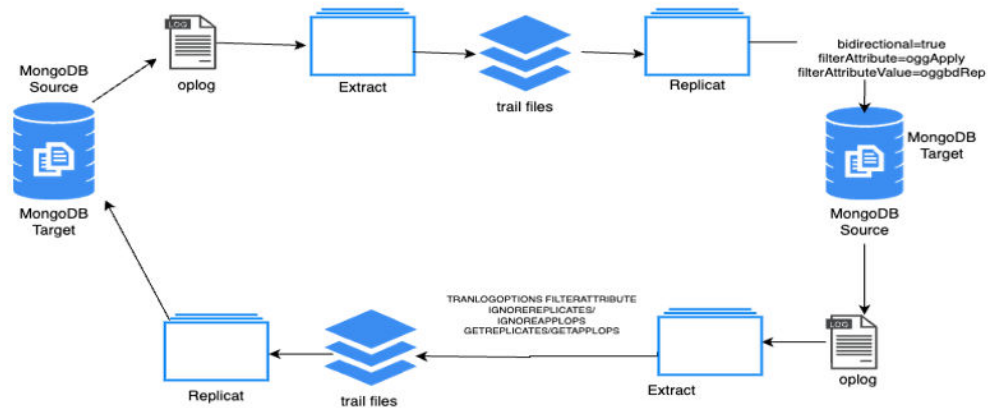 LOG
oplog
MongoDB
Source
MongoDB
Target
Extract
trail files
Replicat
bidirectional=true
filterAttribute=oggApply
filterAttributeValue=oggbdRep
MongoDB
Target
MongoDB
Source
LOG
oplog
Extract
TRANLOGOPTIONS FILTERATTRIBUTE
IGNOREREPLICATES/
IGNOREAPPLOPS
GETREPLICATES/GETAPPLOPS
trail files
Replicat